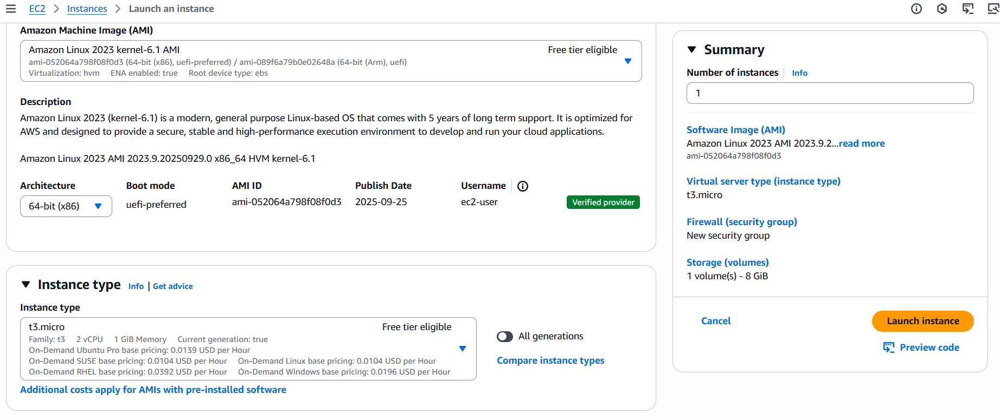 EC2 > Instances > Launch an instance
Amazon Machine Image (AMI)
Amazon Linux 2023 kernel-6.1 AMI Free tier eligible
ami-052064a798f08f0d3 (64-bit (x86), uefi-preferred) / ami-089f6a79b0e02648a (64-bit (Arm), uefi)
Virtualization: hvm ENA enabled: true Root device type: ebs
Description
Amazon Linux 2023 (kernel-6.1) is a modern, general purpose Linux-based OS that comes with 5 years of long term support. It is optimized for
AWS and designed to provide a secure, stable and high-performance execution environment to develop and run your cloud applications.
Amazon Linux 2023 AMI 2023.9.20250929.0 x86_64 HVM kernel-6.1
Architecture Boot mode AMI ID Publish Date Username
64-bit (x86) uefi-preferred ami-052064a798f08f0d3 2025-09-25 ec2-user Verified provider
Instance type Info | Get advice
Instance type
t3.micro Free tier eligible
Family: t3 2 vCPU 1 GiB Memory Current generation: true
On-Demand Ubuntu Pro base pricing: 0.0139 USD per Hour
On-Demand SUSE base pricing: 0.0104 USD per Hour On-Demand Linux base pricing: 0.0104 USD per Hour
On-Demand RHEL base pricing: 0.0392 USD per Hour On-Demand Windows base pricing: 0.0196 USD per Hour
All generations
Compare instance types
Additional costs apply for AMIs with pre-installed software
Summary
Number of instances Info
1
Software Image (AMI)
Amazon Linux 2023 AMI 2023.9.2...read more
ami-052064a798f08f0d3
Virtual server type (instance type)
t3.micro
Firewall (security group)
New security group
Storage (volumes)
1 volume(s) - 8 GiB
Cancel Launch instance
Preview code